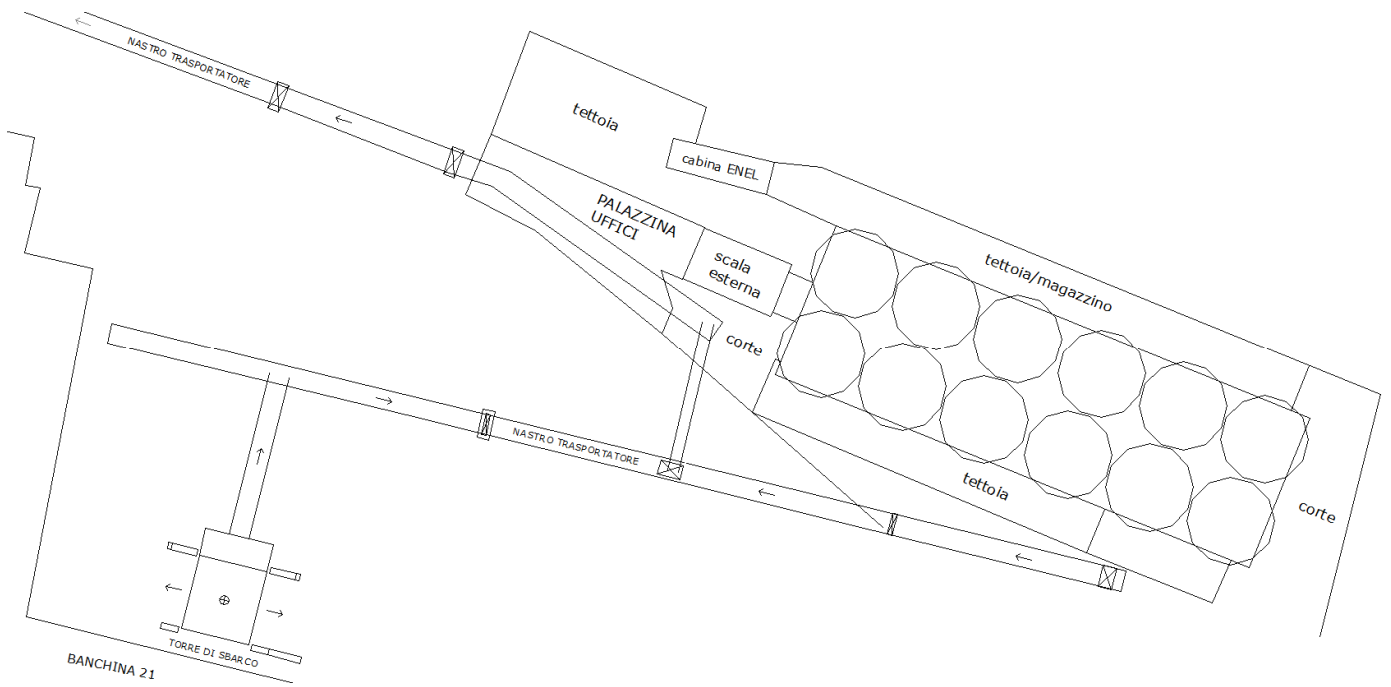 NASTRO TRASPORTATORE
tettoia
cabina ENEL
PALAZZINA
UFFICI
scala
esterna
tettoia/magazzino
corte
NASTRO TRASPORTATORE
tettoia
corte
TORRE DI SBARCO
BANCHINA 21